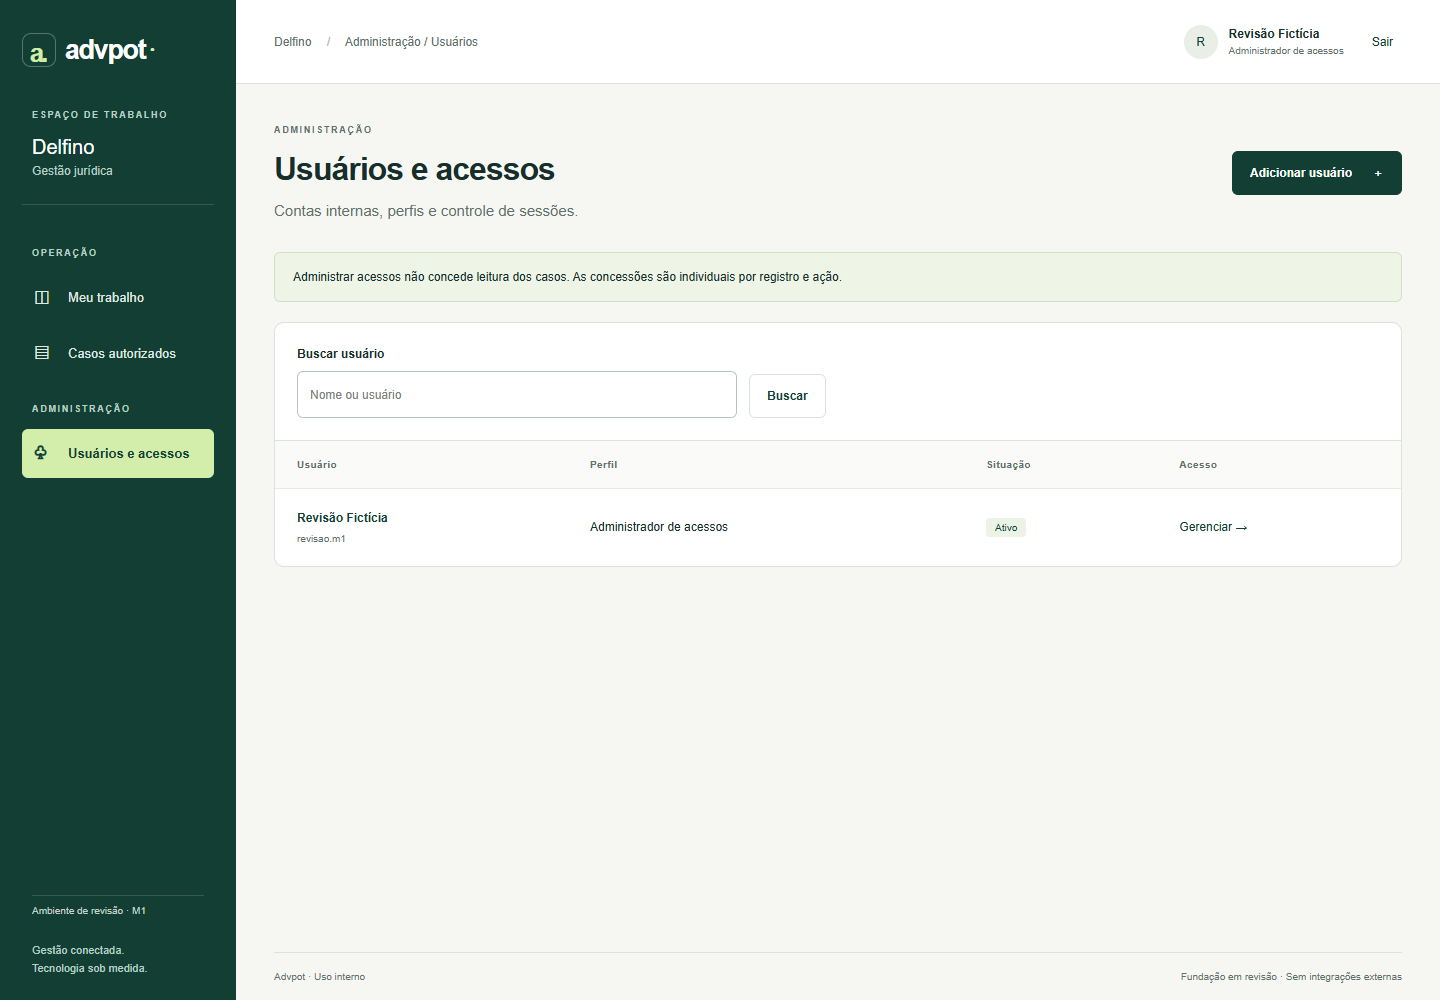 a advpot·
ESPAÇO DE TRABALHO
Delfino
Gestão jurídica
OPERAÇÃO
Meu trabalho
Casos autorizados
ADMINISTRAÇÃO
Usuários e acessos
Ambiente de revisão · M1
Gestão conectada.
Tecnologia sob medida.
Delfino / Administração / Usuários
R Revisão Fictícia
Administrador de acessos
Sair
ADMINISTRAÇÃO
Usuários e acessos
Contas internas, perfis e controle de sessões.
Adicionar usuário +
Administrar acessos não concede leitura dos casos. As concessões são individuais por registro e ação.
Buscar usuário
Nome ou usuário
Buscar
Usuário Perfil Situação Acesso
Revisão Fictícia Administrador de acessos Ativo Gerenciar →
revisao.m1
Advpot · Uso interno
Fundação em revisão · Sem integrações externas